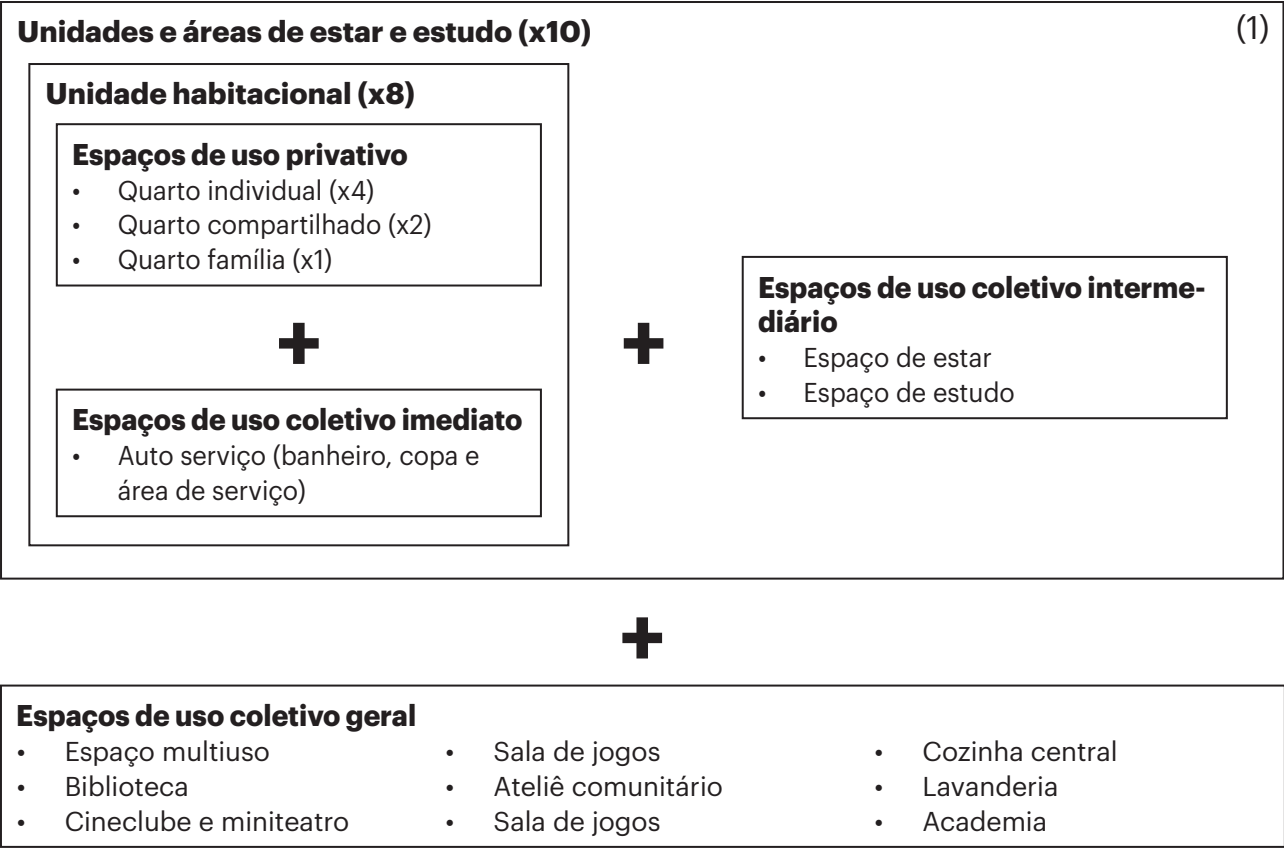 Unidades e áreas de estar e estudo (x10)
(1)
Unidade habitacional (x8)
Espaços de uso privativo
• Quarto individual (x4)
• Quarto compartilhado (x2)
• Quarto família (x1)
+
Espaços de uso coletivo imediato
• Auto serviço (banheiro, copa e
área de serviço)
+
Espaços de uso coletivo interme-
diário
• Espaço de estar
• Espaço de estudo
+
Espaços de uso coletivo geral
• Espaço multiuso
• Biblioteca
• Cineclube e miniteatro
• Sala de jogos
• Ateliê comunitário
• Sala de jogos
• Cozinha central
• Lavanderia
• Academia